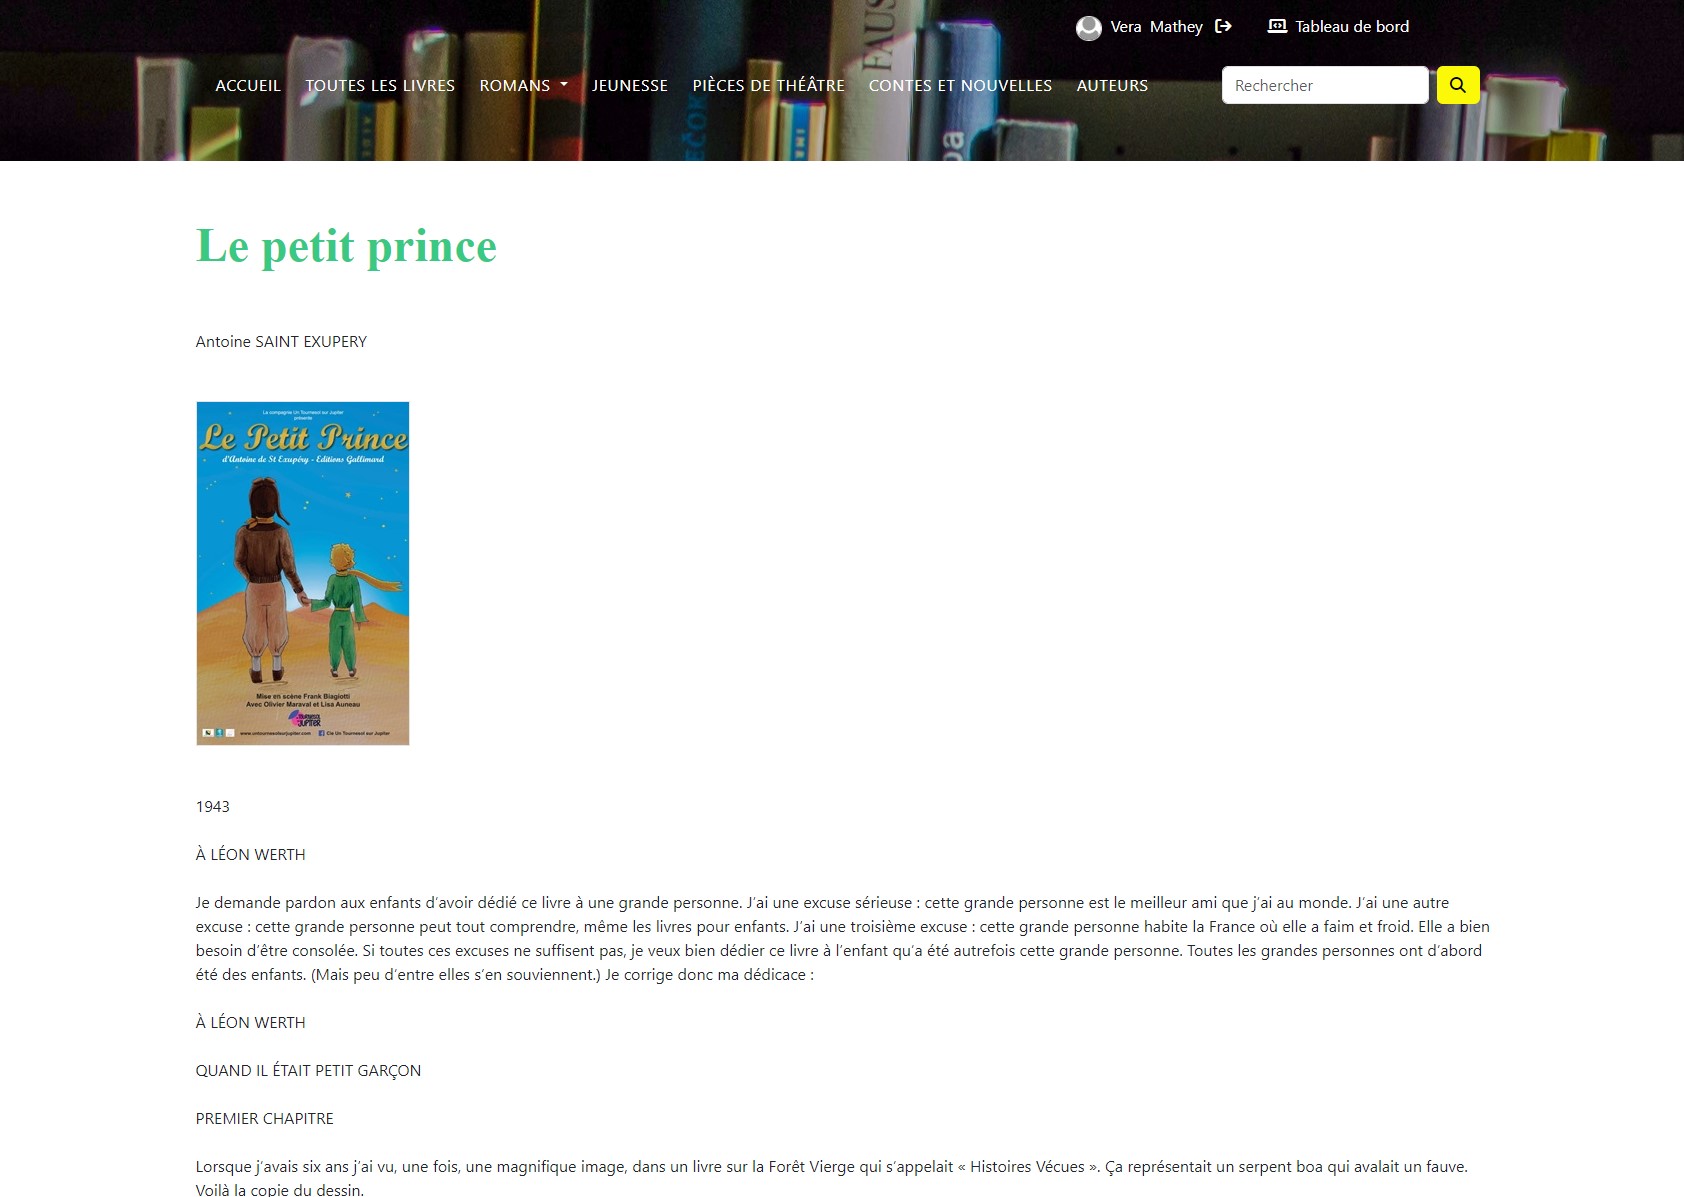 Vera Mathey Tableau de bord
ACCUEIL TOUTES LES LIVRES ROMANS JEUNESSE PIÈCES DE THÉÂTRE CONTES ET NOUVELLES AUTEURS Rechercher
FAUS
Le petit prince
Antoine SAINT EXUPERY
La compagnie Un Tournesol sur Jupiter
présente
Le Petit Prince
d'Antoine de St Exupéry - Editions Gallimard
Mise en scène Frank Biagiotti
Avec Olivier Maraval et Lisa Auneau
JUPITER
www.untournesolsurjupiter.com Cie Un Tournesol sur Jupiter
1943
À LÉON WERTH
Je demande pardon aux enfants d’avoir dédié ce livre à une grande personne. J’ai une excuse sérieuse : cette grande personne est le meilleur ami que j’ai au monde. J’ai une autre
excuse : cette grande personne peut tout comprendre, même les livres pour enfants. J’ai une troisième excuse : cette grande personne habite la France où elle a faim et froid. Elle a bien
besoin d’être consolée. Si toutes ces excuses ne suffisent pas, je veux bien dédier ce livre à l’enfant qu’a été autrefois cette grande personne. Toutes les grandes personnes ont d’abord
été des enfants. (Mais peu d’entre elles s’en souviennent.) Je corrige donc ma dédicace :
À LÉON WERTH
QUAND IL ÉTAIT PETIT GARÇON
PREMIER CHAPITRE
Lorsque j’avais six ans j’ai vu, une fois, une magnifique image, dans un livre sur la Forêt Vierge qui s’appelait « Histoires Vécues ». Ça représentait un serpent boa qui avalait un fauve.
Voilà la copie du dessin.